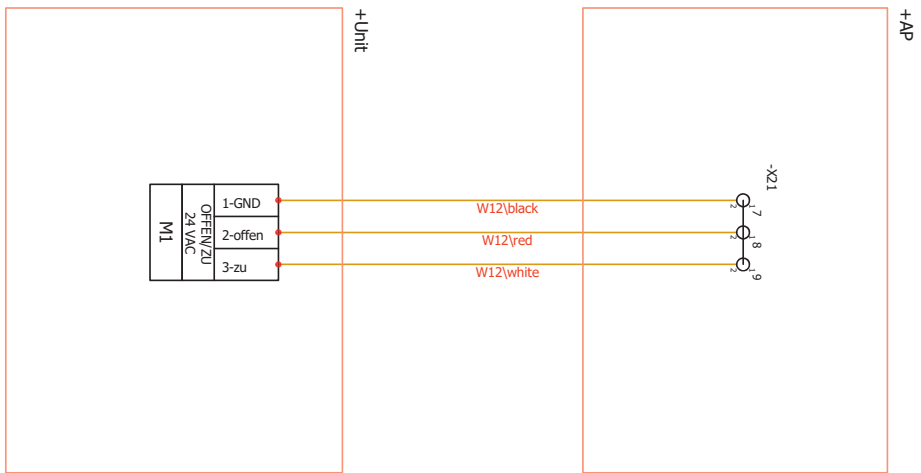 +Unit
+AP
-X21
M1
OFFEN/ZU
24 VAC
1-GND
2-offen
3-zu
W12\black
W12\red
W12\white
2 1 7
2 1 8
2 1 9